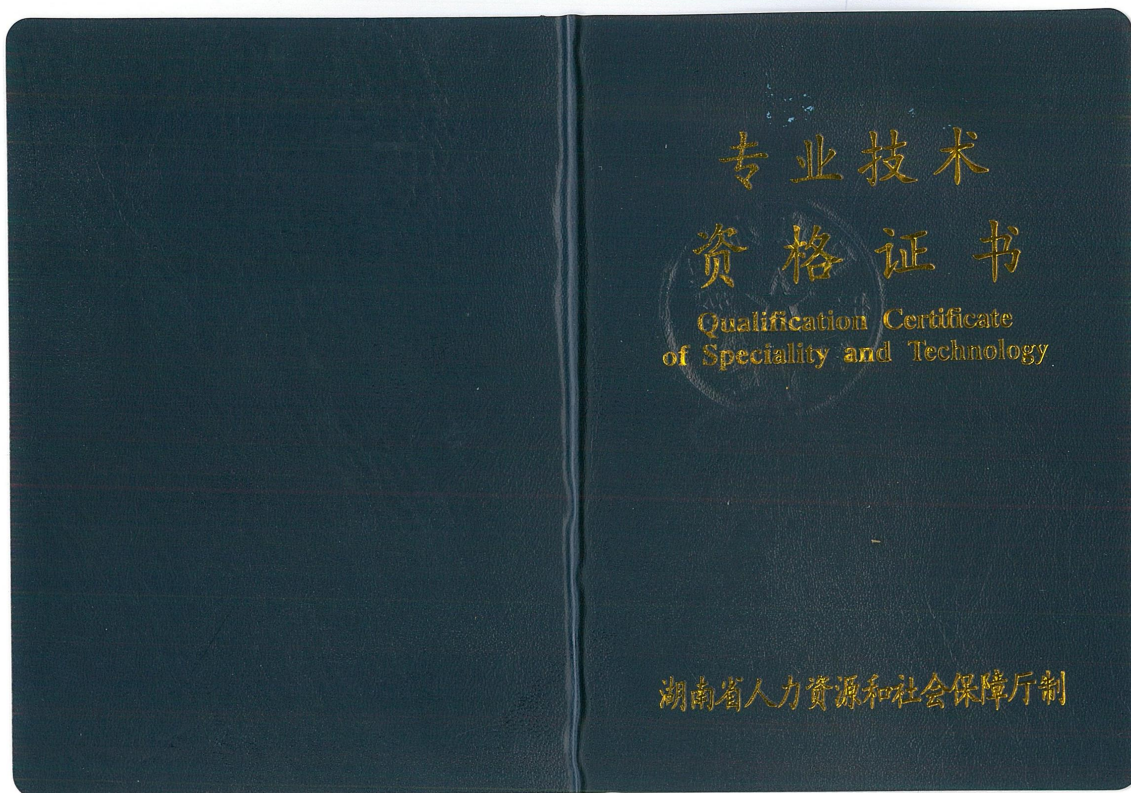 专业技术
资格证书
Qualification Certificate
of Speciality and Technology
湖南省人力资源和社会保障厅制